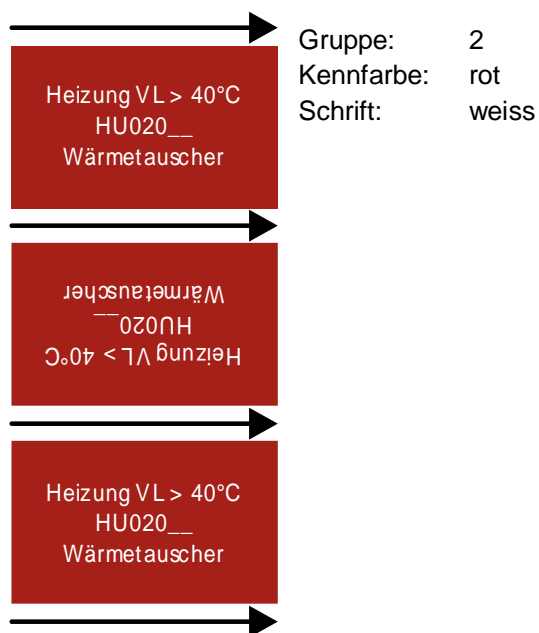 Gruppe: 2
Kennfarbe: rot
Schrift: weiss
Heizung VL > 40°C
HU020__
Wärmetauscher
Heizung VL > 40°C
HU020__
Wärmetauscher
Heizung VL > 40°C
HU020__
Wärmetauscher